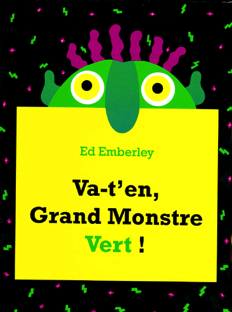 Ed Emberley
Va-t'en,
Grand Monstre
Vert !